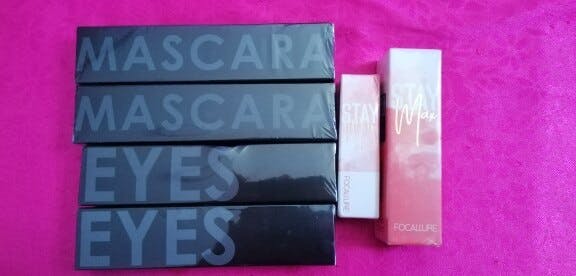 MASCARA
MASCARA
EYES
EYES
STAY
FOCALLURE
STAY
Max
FOCALLURE